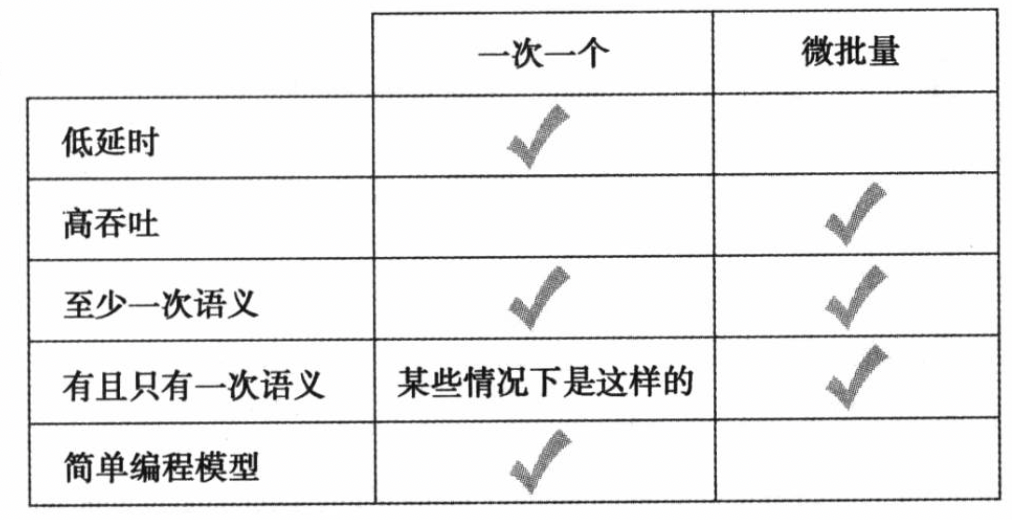 一次一个 微批量
低延时 ✓
高吞吐 ✓
至少一次语义 ✓ ✓
有且只有一次语义 某些情况下是这样的 ✓
简单编程模型 ✓